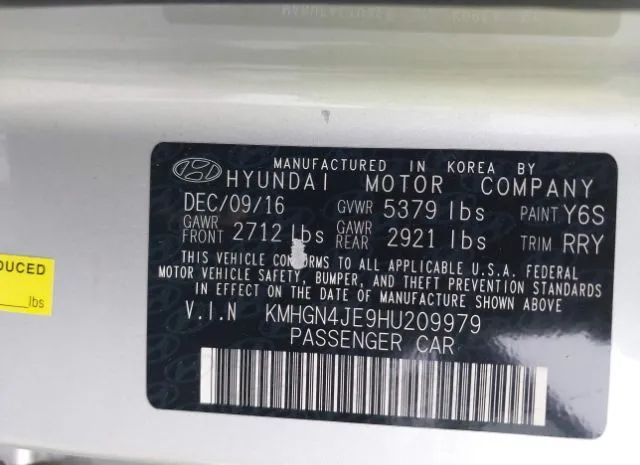 MANUFACTURED IN KOREA BY
HYUNDAI MOTOR COMPANY
DEC/09/16 GVWR 5379 lbs PAINT Y6S
GAWR FRONT 2712 lbs GAWR REAR 2921 lbs TRIM RRY
THIS VEHICLE CONFORMS TO ALL APPLICABLE U.S.A. FEDERAL
MOTOR VEHICLE SAFETY, BUMPER, AND THEFT PREVENTION STANDARDS IN
EFFECT ON THE DATE OF MANUFACTURE SHOWN ABOVE.
V.I.N KMHGN4JE9HU209979
PASSENGER CAR
DUCED
lbs